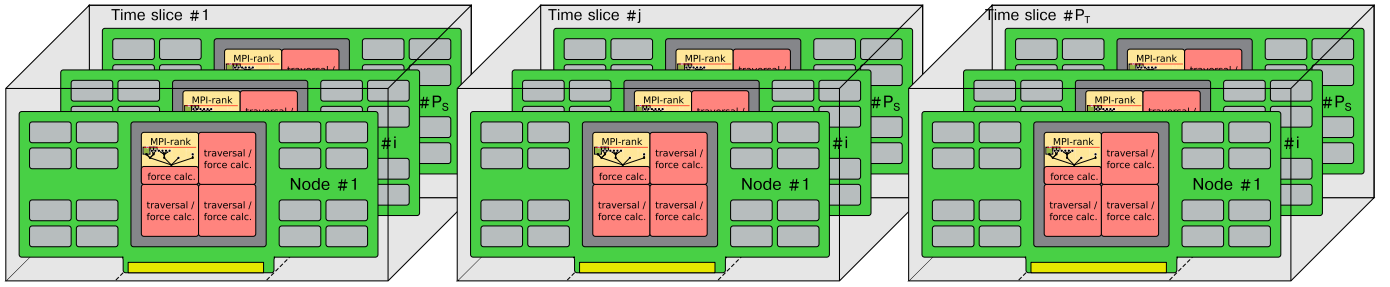 Time slice #1
MPI-rank
traversal /
#P_S
MPI-rank
traversal /
#i
MPI-rank
force calc.
traversal /
force calc.
traversal /
force calc.
traversal /
force calc.
Node #1
Time slice #j
MPI-rank
traversal /
#P_S
MPI-rank
traversal /
#i
MPI-rank
force calc.
traversal /
force calc.
traversal /
force calc.
traversal /
force calc.
Node #1
Time slice #P_T
MPI-rank
traversal /
#P_S
MPI-rank
traversal /
#i
MPI-rank
force calc.
traversal /
force calc.
traversal /
force calc.
traversal /
force calc.
Node #1